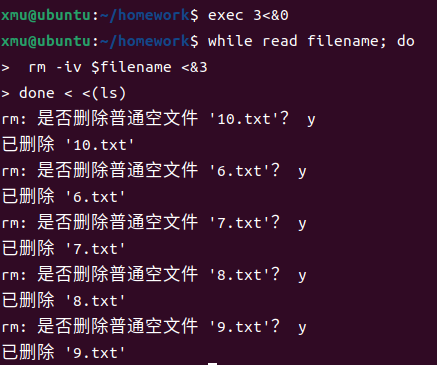 xmu@ubuntu:~/homework$ exec 3<&0
xmu@ubuntu:~/homework$ while read filename; do
>  rm -iv $filename <&3
> done < <(ls)
rm: 是否删除普通空文件 '10.txt'？ y
已删除 '10.txt'
rm: 是否删除普通空文件 '6.txt'？ y
已删除 '6.txt'
rm: 是否删除普通空文件 '7.txt'？ y
已删除 '7.txt'
rm: 是否删除普通空文件 '8.txt'？ y
已删除 '8.txt'
rm: 是否删除普通空文件 '9.txt'？ y
已删除 '9.txt'